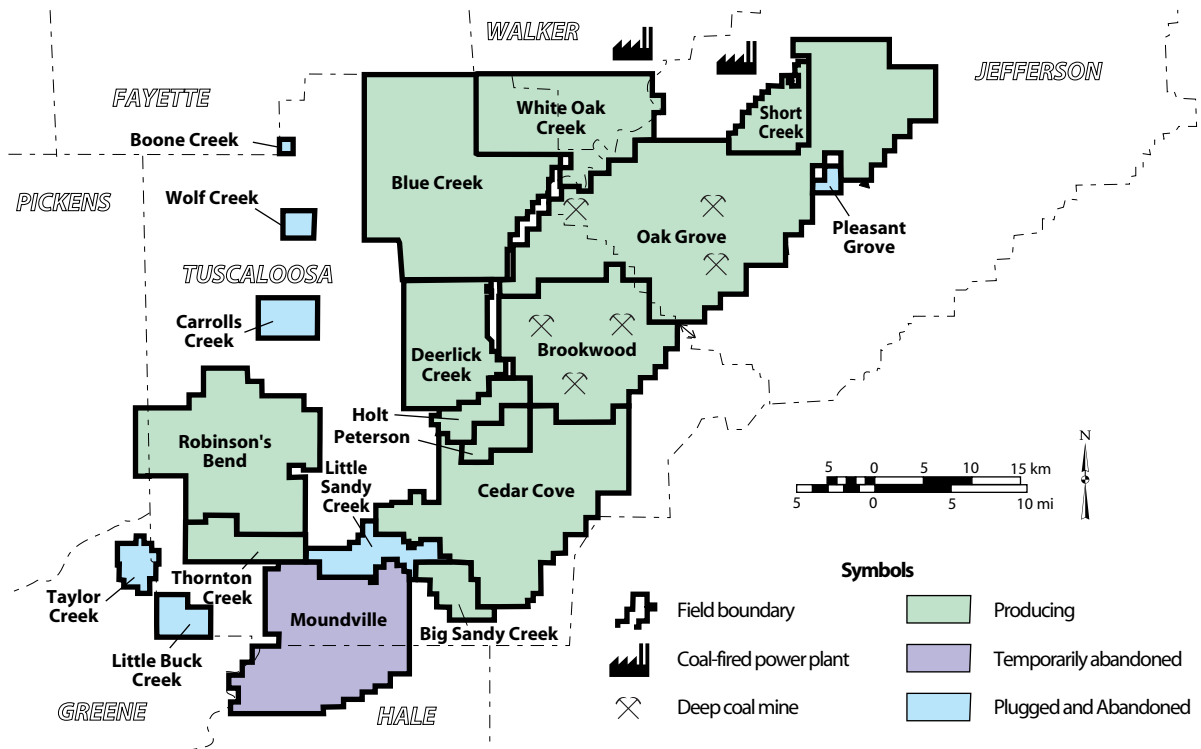 WALKER
JEFFERSON
FAYETTE
White Oak
Creek
Short
Creek
Boone Creek
Blue Creek
PICKENS
Wolf Creek
Oak Grove
Pleasant
Grove
TUSCALOOSA
Carrolls
Creek
Brookwood
Deerlick
Creek
Holt
Peterson
Robinson's
Bend
Little
Sandy
Creek
Cedar Cove
N
5 0 5 10 15 km
5 0 5 10 mi
Taylor
Creek
Thornton
Creek
Moundville
Big Sandy Creek
Little Buck
Creek
GREENE
HALE
Symbols
Field boundary
Producing
Coal-fired power plant
Temporarily abandoned
Deep coal mine
Plugged and Abandoned